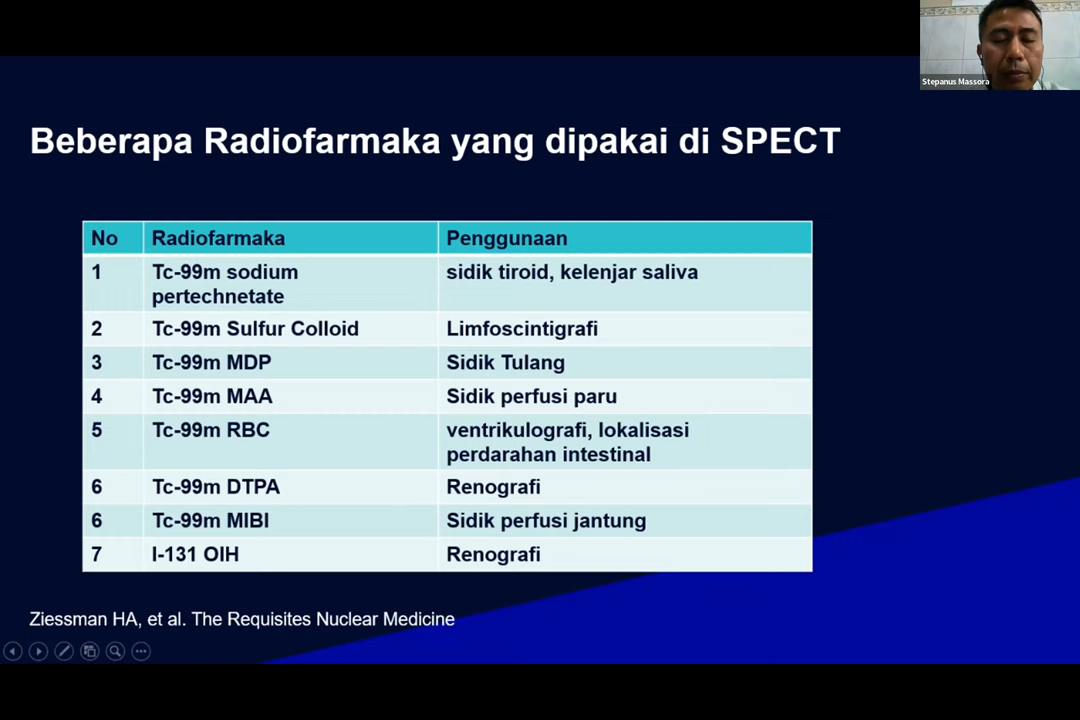 Stepanus Massora
Beberapa Radiofarmaka yang dipakai di SPECT
No Radiofarmaka Penggunaan
1 Tc-99m sodium pertechnetate sidik tiroid, kelenjar saliva
2 Tc-99m Sulfur Colloid Limfoscintigrafi
3 Tc-99m MDP Sidik Tulang
4 Tc-99m MAA Sidik perfusi paru
5 Tc-99m RBC ventrikulografi, lokalisasi perdarahan intestinal
6 Tc-99m DTPA Renografi
6 Tc-99m MIBI Sidik perfusi jantung
7 I-131 OIH Renografi
Ziessman HA, et al. The Requisites Nuclear Medicine